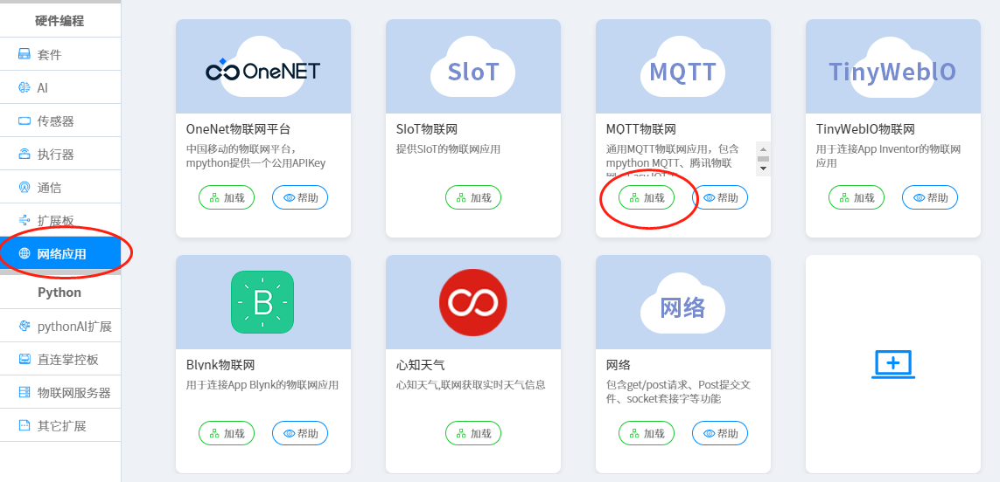 硬件编程
套件
AI
传感器
执行器
通信
扩展板
网络应用
Python
pythonAI扩展
直连掌控板
物联网服务器
其它扩展
OneNET
OneNet物联网平台
中国移动的物联网平台，
mpython提供一个公用APIKey
加载
帮助
SIoT
SIoT物联网
提供SIoT的物联网应用
加载
MQTT
MQTT物联网
通用MQTT物联网应用，包含
mpython MQTT、腾讯物联
加载
帮助
TinyWebIO
TinyWebIO物联网
用于连接App Inventor的物联网
应用
加载
帮助
B
Blynk物联网
用于连接App Blynk的物联网应用
加载
帮助
心知天气
心知天气,联网获取实时天气信息
加载
网络
网络
包含get/post请求、Post提交文
件、socket套接字等功能
加载
帮助